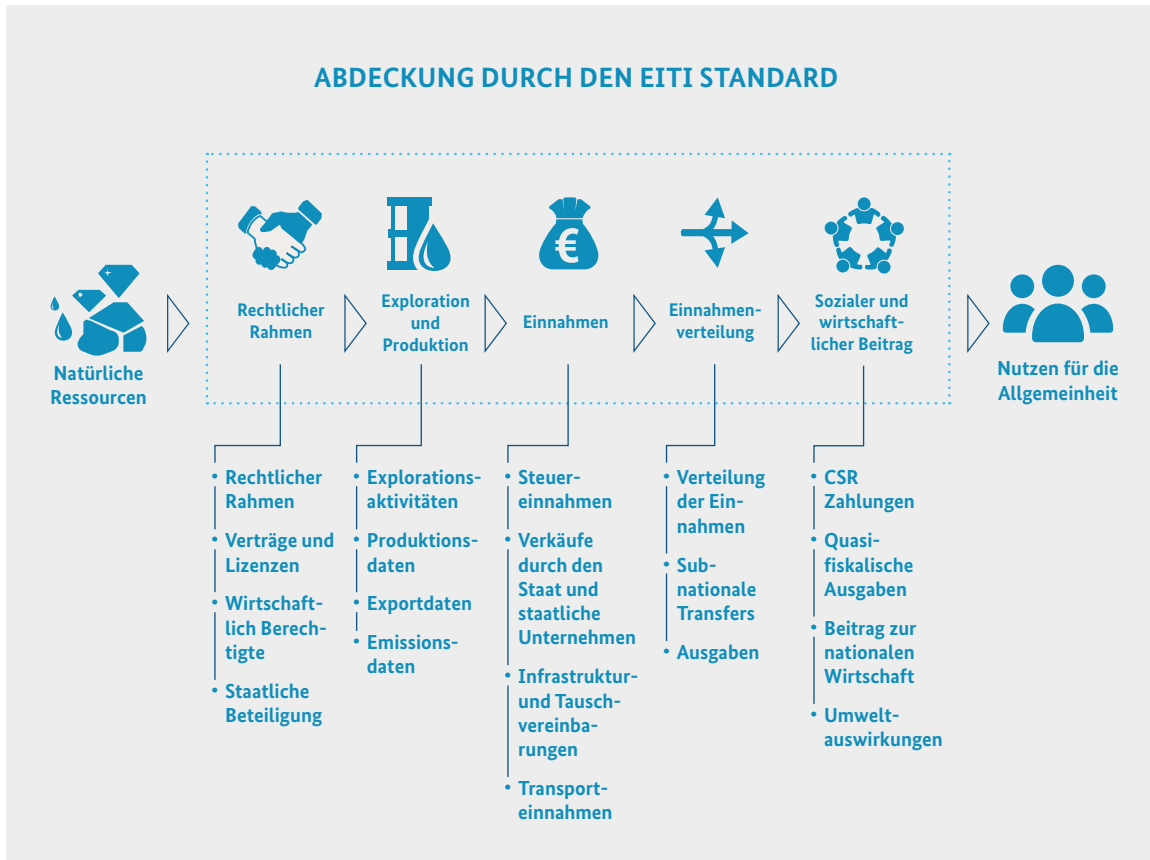 ABDECKUNG DURCH DEN EITI STANDARD
€
Natürliche
Ressourcen
Rechtlicher
Rahmen
Exploration
und
Produktion
Einnahmen
Einnahmen-
verteilung
Sozialer und
wirtschaft-
licher Beitrag
Nutzen für die
Allgemeinheit
• Rechtlicher
Rahmen
• Verträge und
Lizenzen
• Wirtschaft-
lich Berech-
tigte
• Staatliche
Beteiligung
• Explorations-
aktivitäten
• Produktions-
daten
• Exportdaten
• Emissions-
daten
• Steuer-
einnahmen
• Verkäufe
durch den
Staat und
staatliche
Unternehmen
• Infrastruktur-
und Tausch-
vereinba-
rungen
• Transport-
einnahmen
• Verteilung
der Ein-
nahmen
• Sub-
nationale
Transfers
• Ausgaben
• CSR
Zahlungen
• Quasi-
fiskalische
Ausgaben
• Beitrag zur
nationalen
Wirtschaft
• Umwelt-
auswirkungen